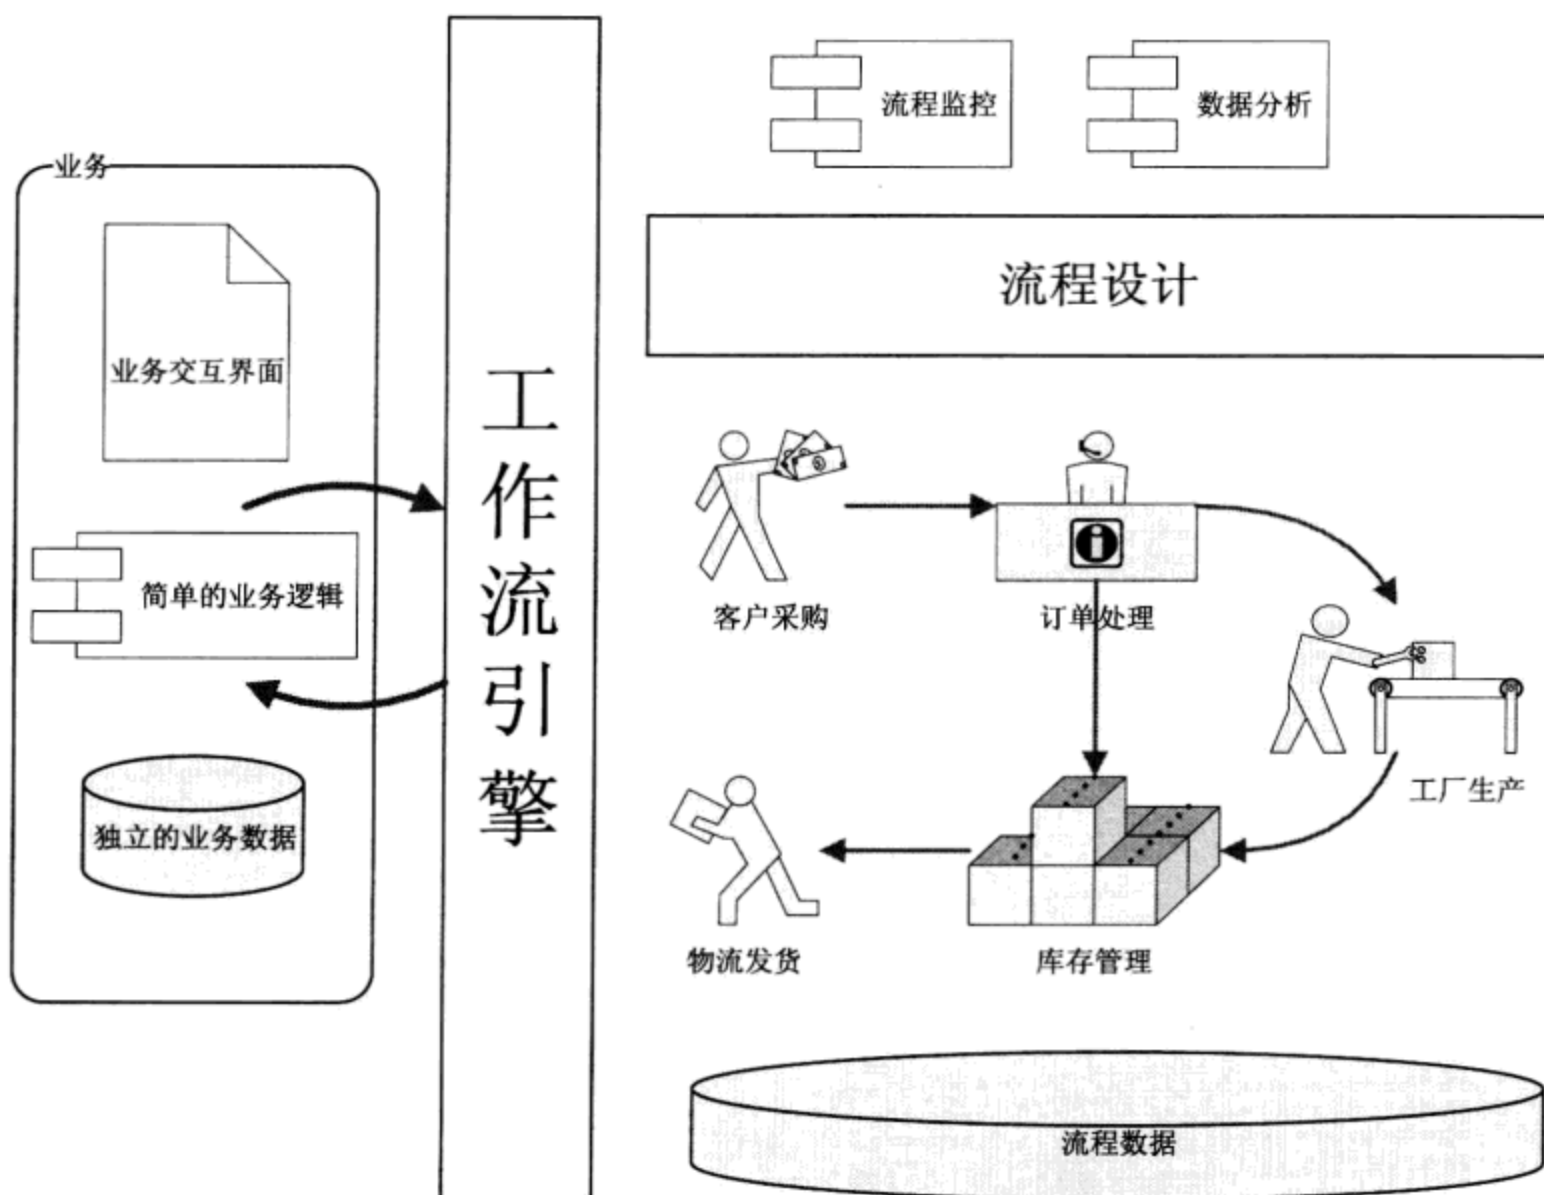 业务
业务交互界面
简单的业务逻辑
独立的业务数据
工作流引擎
流程监控
数据分析
流程设计
客户采购
订单处理
工厂生产
物流发货
库存管理
流程数据